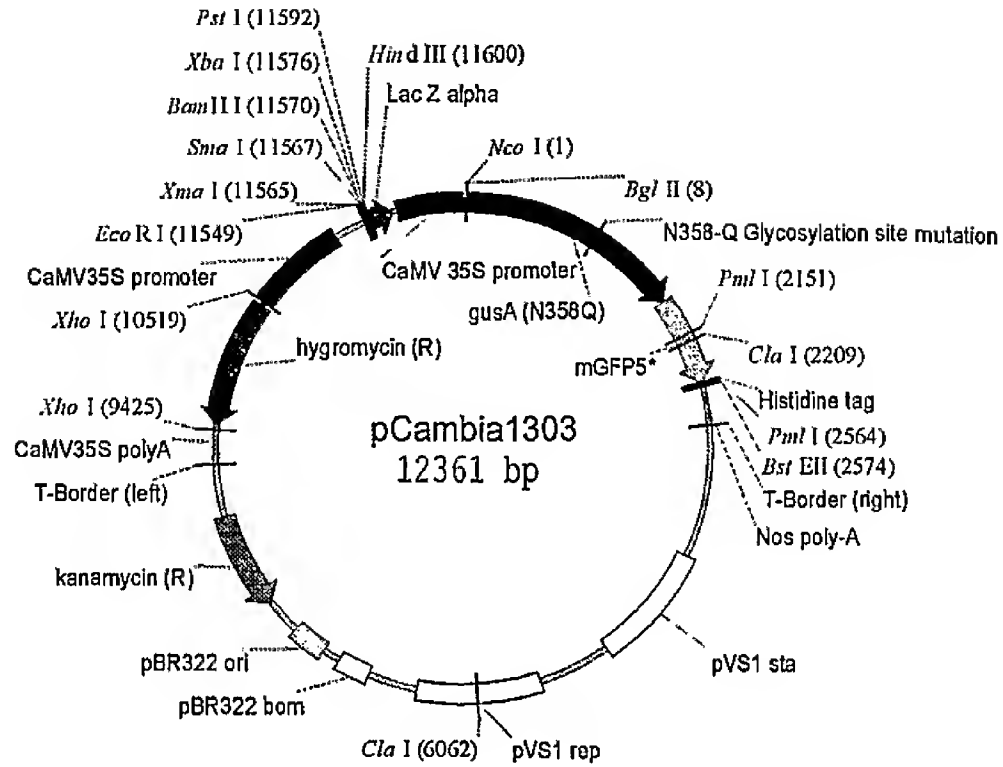 Pst I (11592)
Xba I (11576)
BamIII I (11570)
Sma I (11567)
Xma I (11565)
Eco R I (11549)
CaMV35S promoter
Xho I (10519)
hygromycin (R)
Xho I (9425)
CaMV35S polyA
T-Border (left)
kanamycin (R)
pBR322 ori
pBR322 bom
Cla I (6062)
pVS1 rep
pVS1 sta
Hin d III (11600)
Lac Z alpha
Nco I (1)
Bgl II (8)
N358-Q Glycosylation site mutation
CaMV 35S promoter
gusA (N358Q)
Pml I (2151)
mGFP5*
Cla I (2209)
Histidine tag
Pml I (2564)
Bst EII (2574)
T-Border (right)
Nos poly-A
pCambia1303
12361 bp